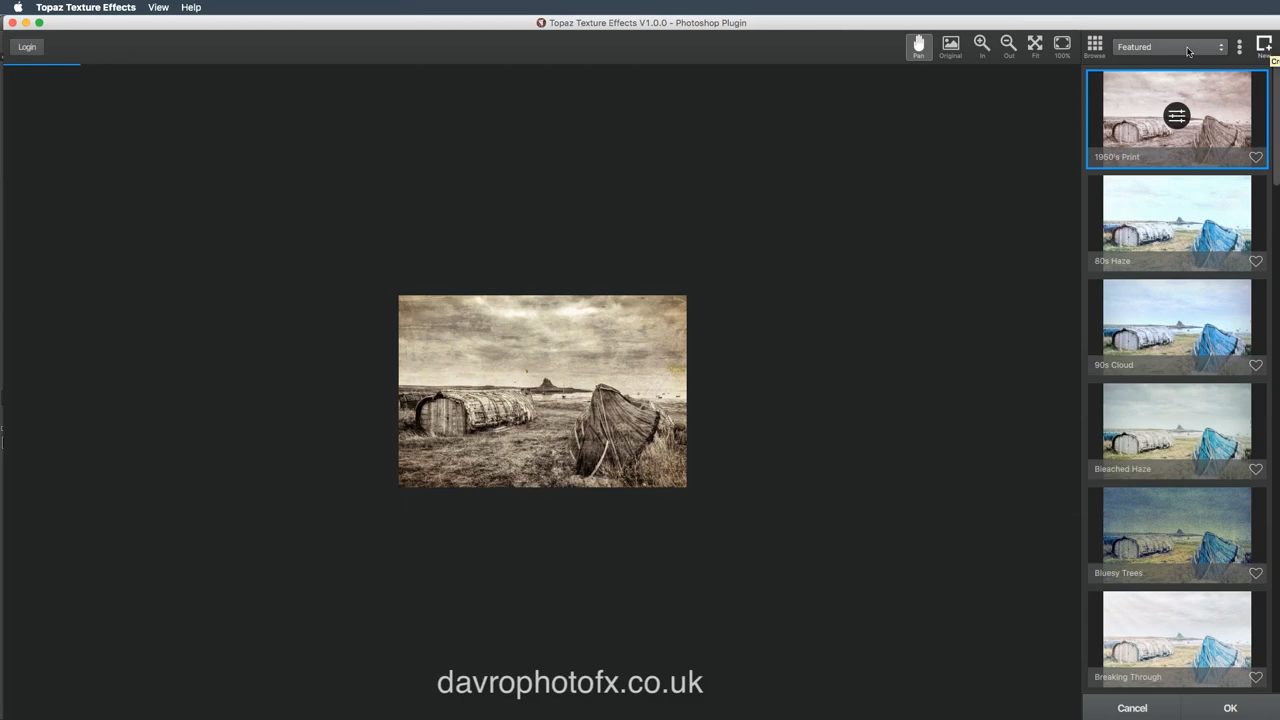 Topaz Texture Effects View Help
Topaz Texture Effects V1.0.0 - Photoshop Plugin
Login
Pan
Original
In
Out
Fit
100%
Browse
Featured
New
1950's Print
80s Haze
90s Cloud
Bleached Haze
Bluesy Trees
Breaking Through
davrophotofx.co.uk
Cancel OK